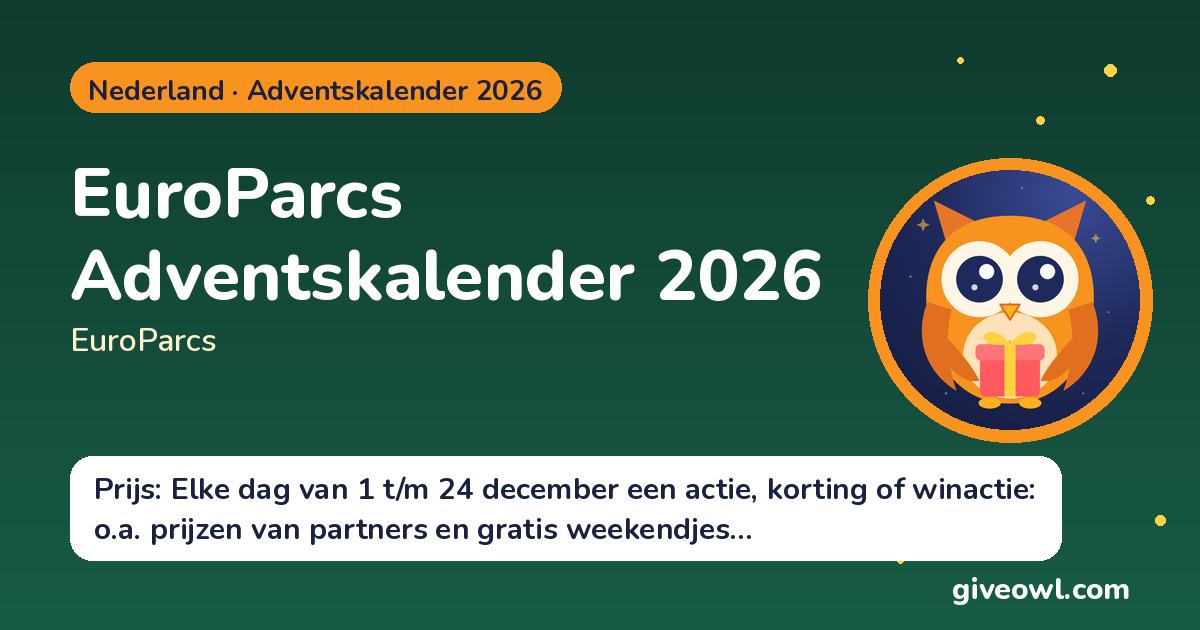 Nederland · Adventskalender 2026
EuroParcs
Adventskalender 2026
EuroParcs
Prijs: Elke dag van 1 t/m 24 december een actie, korting of winactie:
o.a. prijzen van partners en gratis weekendjes...
giveowl.com